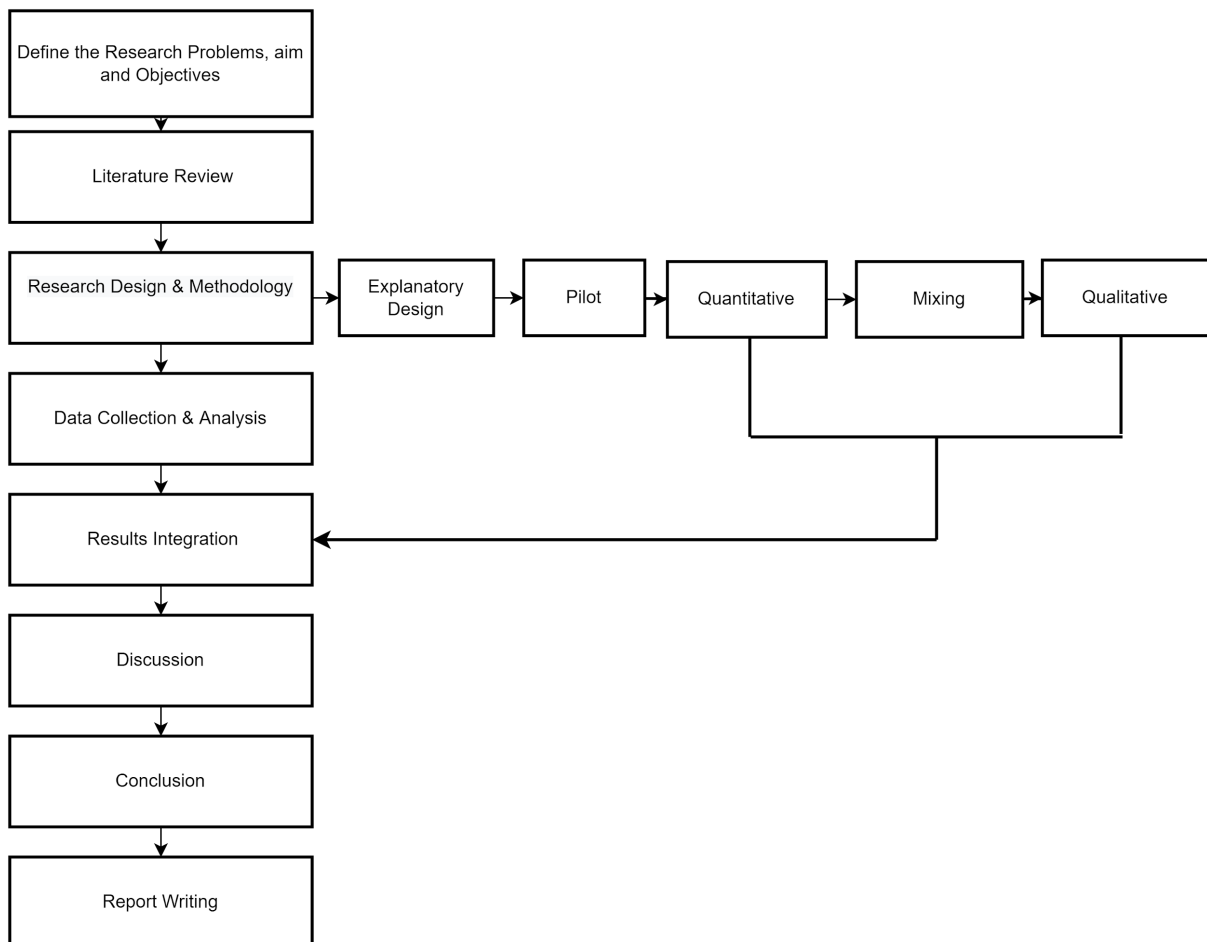 Define the Research Problems, aim
and Objectives
Literature Review
Research Design & Methodology
Explanatory
Design
Pilot
Quantitative
Mixing
Qualitative
Data Collection & Analysis
Results Integration
Discussion
Conclusion
Report Writing